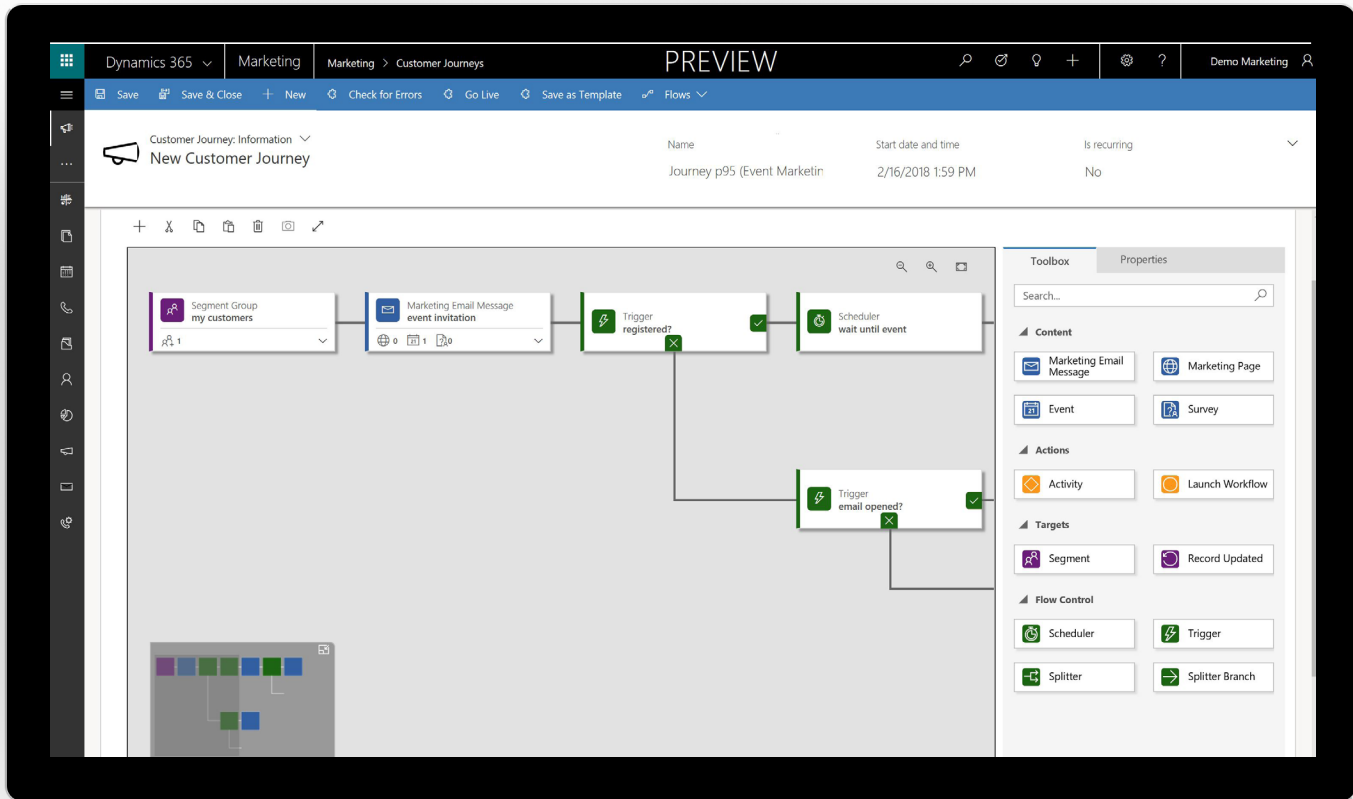 Dynamics 365
Marketing
Marketing > Customer Journeys
PREVIEW
?
Demo Marketing
Save
Save & Close
New
Check for Errors
Go Live
Save as Template
Flows
Customer Journey: Information
New Customer Journey
Name
Journey p95 (Event Marketin
Start date and time
2/16/2018 1:59 PM
Is recurring
No
Segment Group
my customers
1
Marketing Email Message
event invitation
0
1
0
Trigger
registered?
Scheduler
wait until event
Trigger
email opened?
Toolbox
Properties
Search...
Content
Marketing Email
Message
Marketing Page
Event
Survey
Actions
Activity
Launch Workflow
Targets
Segment
Record Updated
Flow Control
Scheduler
Trigger
Splitter
Splitter Branch